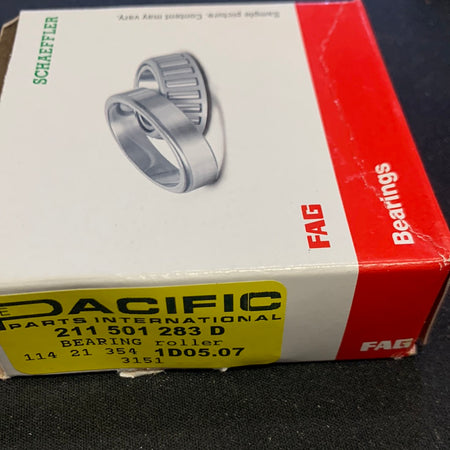 SCHAEFFLER
Sample picture. Content may vary.
FAG
Bearings
PACIFIC
PARTS INTERNATIONAL
211 501 283 D
BEARING roller
114 21 354 1D05.07
3151
FAG